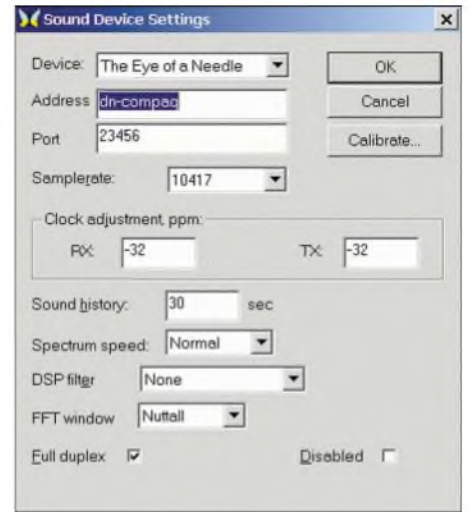 Sound Device Settings
Device: The Eye of a Needle
OK
Address dn-compaq
Cancel
Port 23456
Calibrate...
Samplerate: 10417
Clock adjustment, ppm:
RX: -32 TX: -32
Sound history: 30 sec
Spectrum speed: Normal
DSP filter None
FFT window Nuttall
Full duplex Disabled